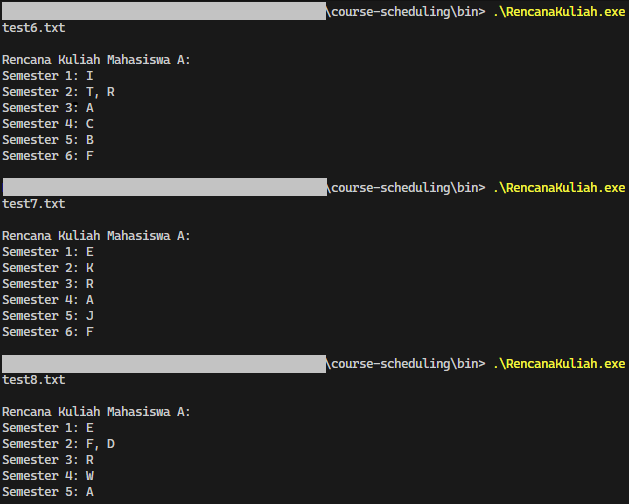 \course-scheduling\bin> .\RencanaKuliah.exe
test6.txt
Rencana Kuliah Mahasiswa A:
Semester 1: I
Semester 2: T, R
Semester 3: A
Semester 4: C
Semester 5: B
Semester 6: F
\course-scheduling\bin> .\RencanaKuliah.exe
test7.txt
Rencana Kuliah Mahasiswa A:
Semester 1: E
Semester 2: K
Semester 3: R
Semester 4: A
Semester 5: J
Semester 6: F
\course-scheduling\bin> .\RencanaKuliah.exe
test8.txt
Rencana Kuliah Mahasiswa A:
Semester 1: E
Semester 2: F, D
Semester 3: R
Semester 4: W
Semester 5: A